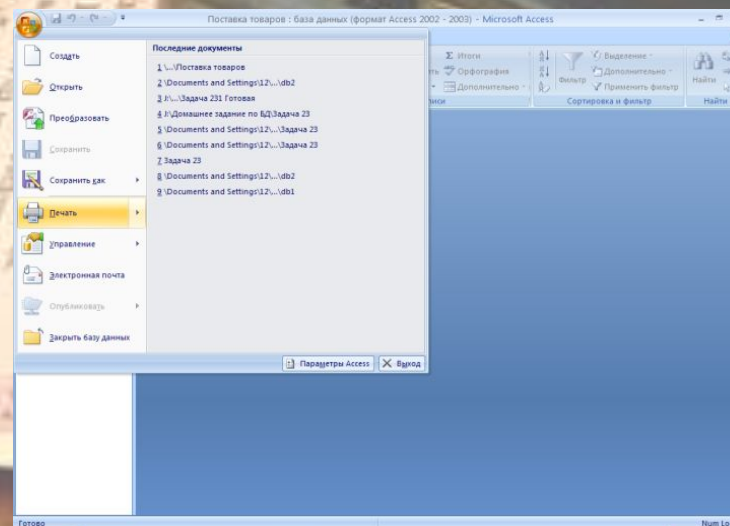 Поставка товаров : база данных (формат Access 2002 - 2003) - Microsoft Access
Создать
Открыть
Преобразовать
Сохранить
Сохранить как
Печать
Управление
Электронная почта
Опубликовать
Закрыть базу данных
Последние документы
1 \...\Поставка товаров
2 \Documents and Settings\12\...\db2
3 J:\...\Задача 231 Готовая
4 J:\Домашнее задание по БД\Задача 23
5 \Documents and Settings\12\...\Задача 23
6 \Documents and Settings\12\...\Задача 23
7 Задача 23
8 \Documents and Settings\12\...\db2
9 \Documents and Settings\12\...\db1
Параметры Access
Выход
Σ Итоги
Орфография
Дополнительно
Фильтр
Выделение
Дополнительно
Применить фильтр
Сортировка и фильтр
Найти
Найти
Готово
Num Lo